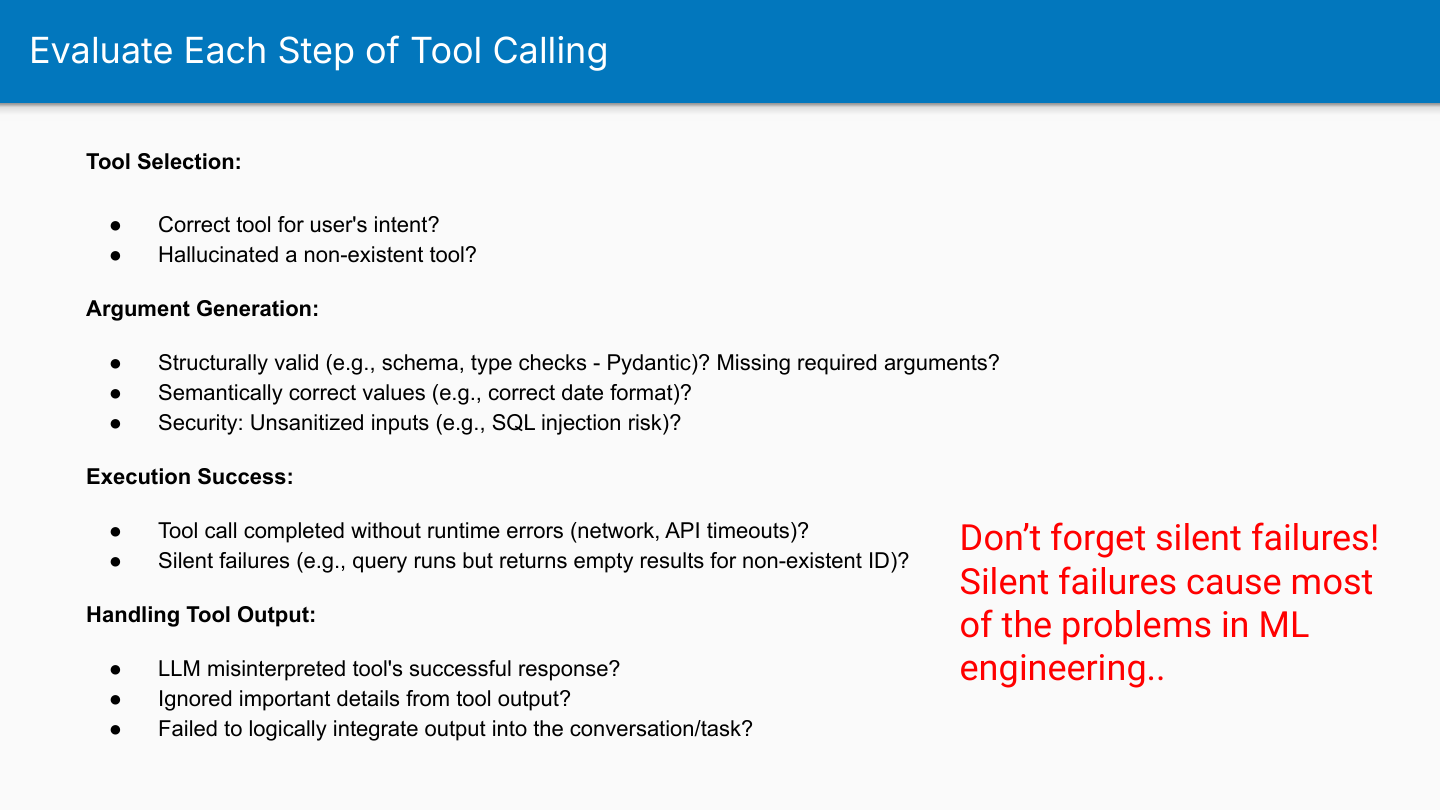 Evaluate Each Step of Tool Calling
Tool Selection:
● Correct tool for user's intent?
● Hallucinated a non-existent tool?
Argument Generation:
● Structurally valid (e.g., schema, type checks - Pydantic)? Missing required arguments?
● Semantically correct values (e.g., correct date format)?
● Security: Unsanitized inputs (e.g., SQL injection risk)?
Execution Success:
● Tool call completed without runtime errors (network, API timeouts)?
● Silent failures (e.g., query runs but returns empty results for non-existent ID)?
Handling Tool Output:
● LLM misinterpreted tool's successful response?
● Ignored important details from tool output?
● Failed to logically integrate output into the conversation/task?
Don’t forget silent failures!
Silent failures cause most
of the problems in ML
engineering..